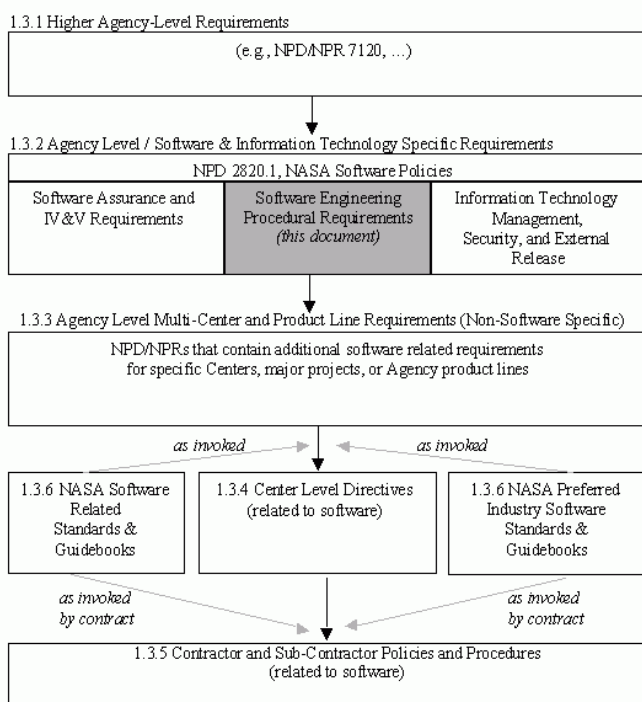 1.3.1 Higher Agency-Level Requirements
(e.g., NPD/NPR 7120, ...)
1.3.2 Agency Level / Software & Information Technology Specific Requirements
NPD 2820.1, NASA Software Policies
Software Assurance and
IV&V Requirements
Software Engineering
Procedural Requirements
(this document)
Information Technology
Management,
Security, and External
Release
1.3.3 Agency Level Multi-Center and Product Line Requirements (Non-Software Specific)
NPD/NPRs that contain additional software related requirements
for specific Centers, major projects, or Agency product lines
as invoked
as invoked
1.3.6 NASA Software
Related
Standards &
Guidebooks
1.3.4 Center Level Directives
(related to software)
1.3.6 NASA Preferred
Industry Software
Standards &
Guidebooks
as invoked
by contract
as invoked
by contract
1.3.5 Contractor and Sub-Contractor Policies and Procedures
(related to software)